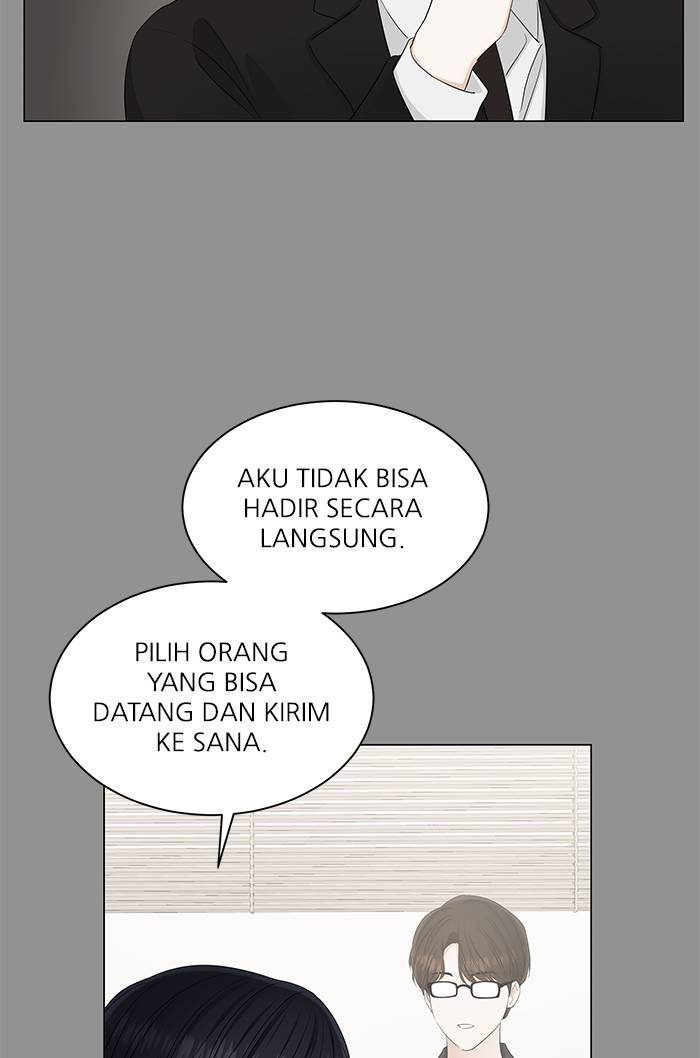 AKU TIDAK BISA
HADIR SECARA
LANGSUNG.
PILIH ORANG
YANG BISA
DATANG DAN KIRIM
KE SANA.